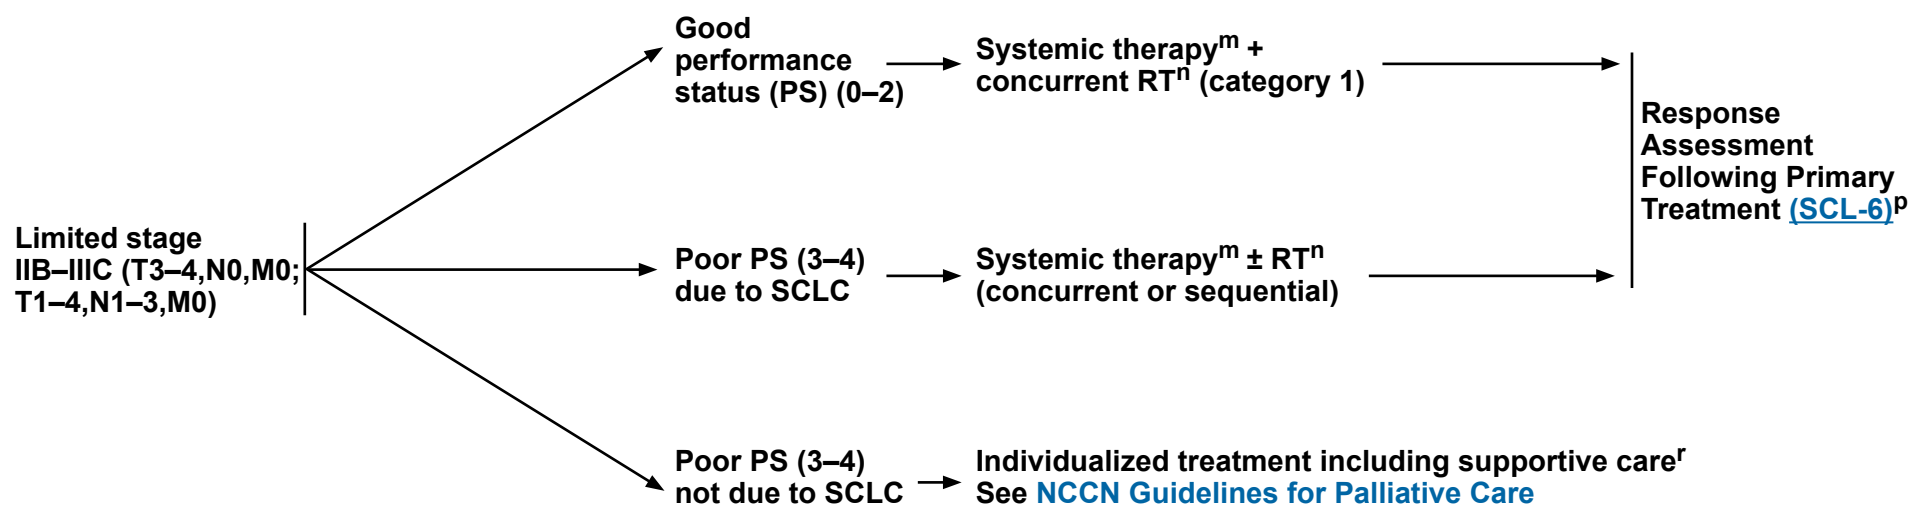 Limited stage
IIB–IIIC (T3–4,N0,M0;
T1–4,N1–3,M0)
Good
performance
status (PS) (0–2)
Systemic therapyᵐ +
concurrent RTⁿ (category 1)
Poor PS (3–4)
due to SCLC
Systemic therapyᵐ ± RTⁿ
(concurrent or sequential)
Poor PS (3–4)
not due to SCLC
Individualized treatment including supportive careʳ
See NCCN Guidelines for Palliative Care
Response
Assessment
Following Primary
Treatment (SCL-6)ᵖ